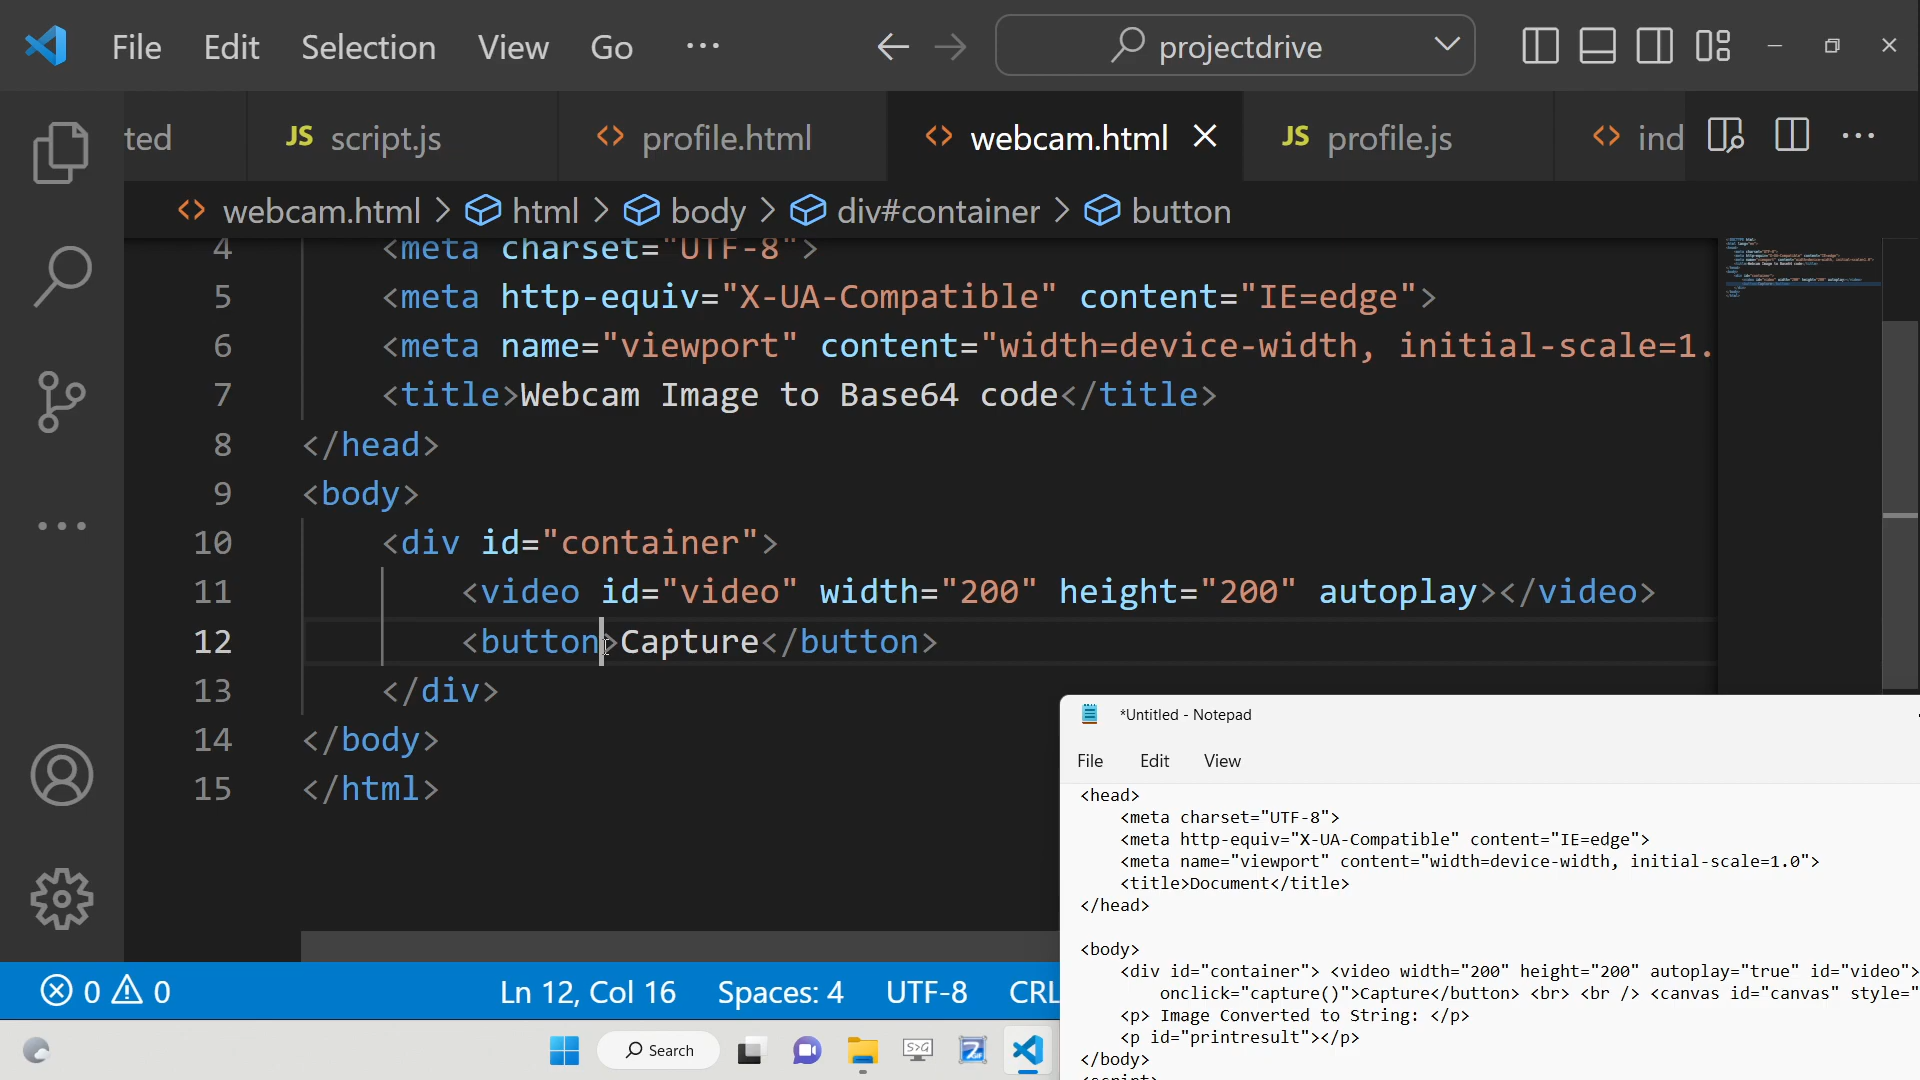 File Edit Selection View Go ··· projectdrive
ted JS script.js <> profile.html <> webcam.html JS profile.js <> ind ···
<> webcam.html > html > body > div#container > button
4 <meta charset="UTF-8">
5 <meta http-equiv="X-UA-Compatible" content="IE=edge">
6 <meta name="viewport" content="width=device-width, initial-scale=1.
7 <title>Webcam Image to Base64 code</title>
8 </head>
9 <body>
10 <div id="container">
11 <video id="video" width="200" height="200" autoplay></video>
12 <button>Capture</button>
13 </div>
14 </body>
15 </html>
*Untitled - Notepad
File Edit View
<head>
<meta charset="UTF-8">
<meta http-equiv="X-UA-Compatible" content="IE=edge">
<meta name="viewport" content="width=device-width, initial-scale=1.0">
<title>Document</title>
</head>
<body>
<div id="container"> <video width="200" height="200" autoplay="true" id="video">
onclick="capture()">Capture</button> <br> <br /> <canvas id="canvas" style="
<p> Image Converted to String: </p>
<p id="printresult"></p>
</body>
<script>
0 0 Ln 12, Col 16 Spaces: 4 UTF-8 CRL
Search